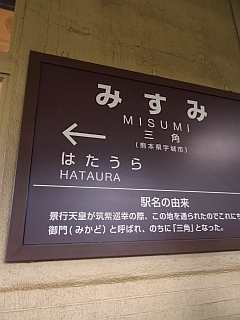 みすみ
MISUMI
三角
(熊本県宇城市)
←
はたうら
HATAURA
駅名の由来
景行天皇が筑紫巡幸の際、この地を通られたのでこれにち
御門(みかど)と呼ばれ、のちに「三角」となった。